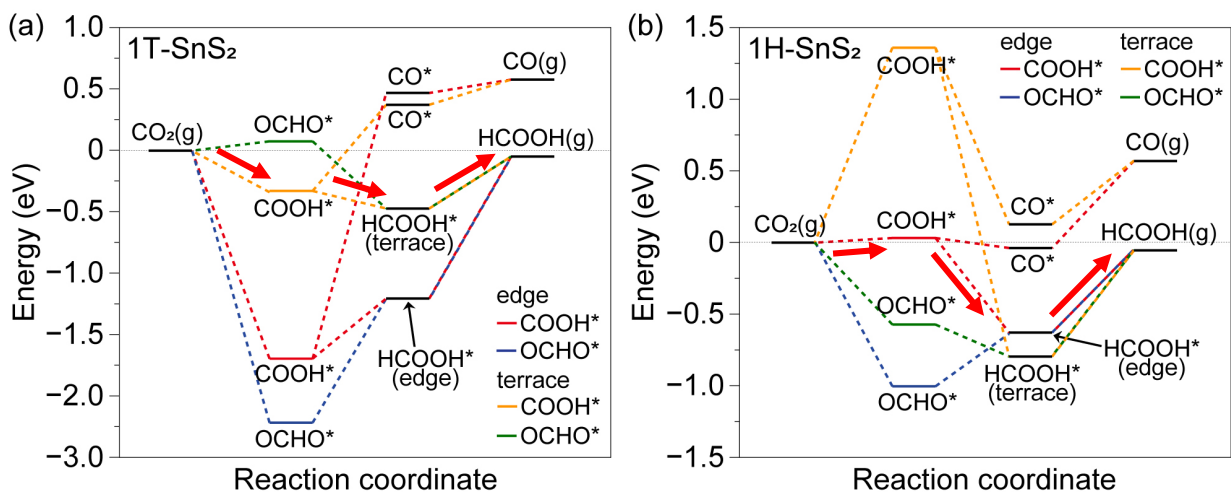 (a)
1T-SnS₂
Energy (eV)
1.0
0.5
0
−0.5
−1.0
−1.5
−2.0
−3.0
CO₂(g)
OCHO*
COOH*
CO*
CO*
CO(g)
HCOOH(g)
HCOOH*
(terrace)
COOH*
OCHO*
HCOOH*
(edge)
edge
COOH*
OCHO*
terrace
COOH*
OCHO*
Reaction coordinate
(b)
1H-SnS₂
Energy (eV)
1.5
1.0
0.5
0
−0.5
−1.0
−1.5
edge
COOH*
OCHO*
terrace
COOH*
OCHO*
COOH*
CO₂(g)
COOH*
CO*
CO*
CO(g)
HCOOH(g)
OCHO*
OCHO*
HCOOH*
(terrace)
HCOOH*
(edge)
Reaction coordinate